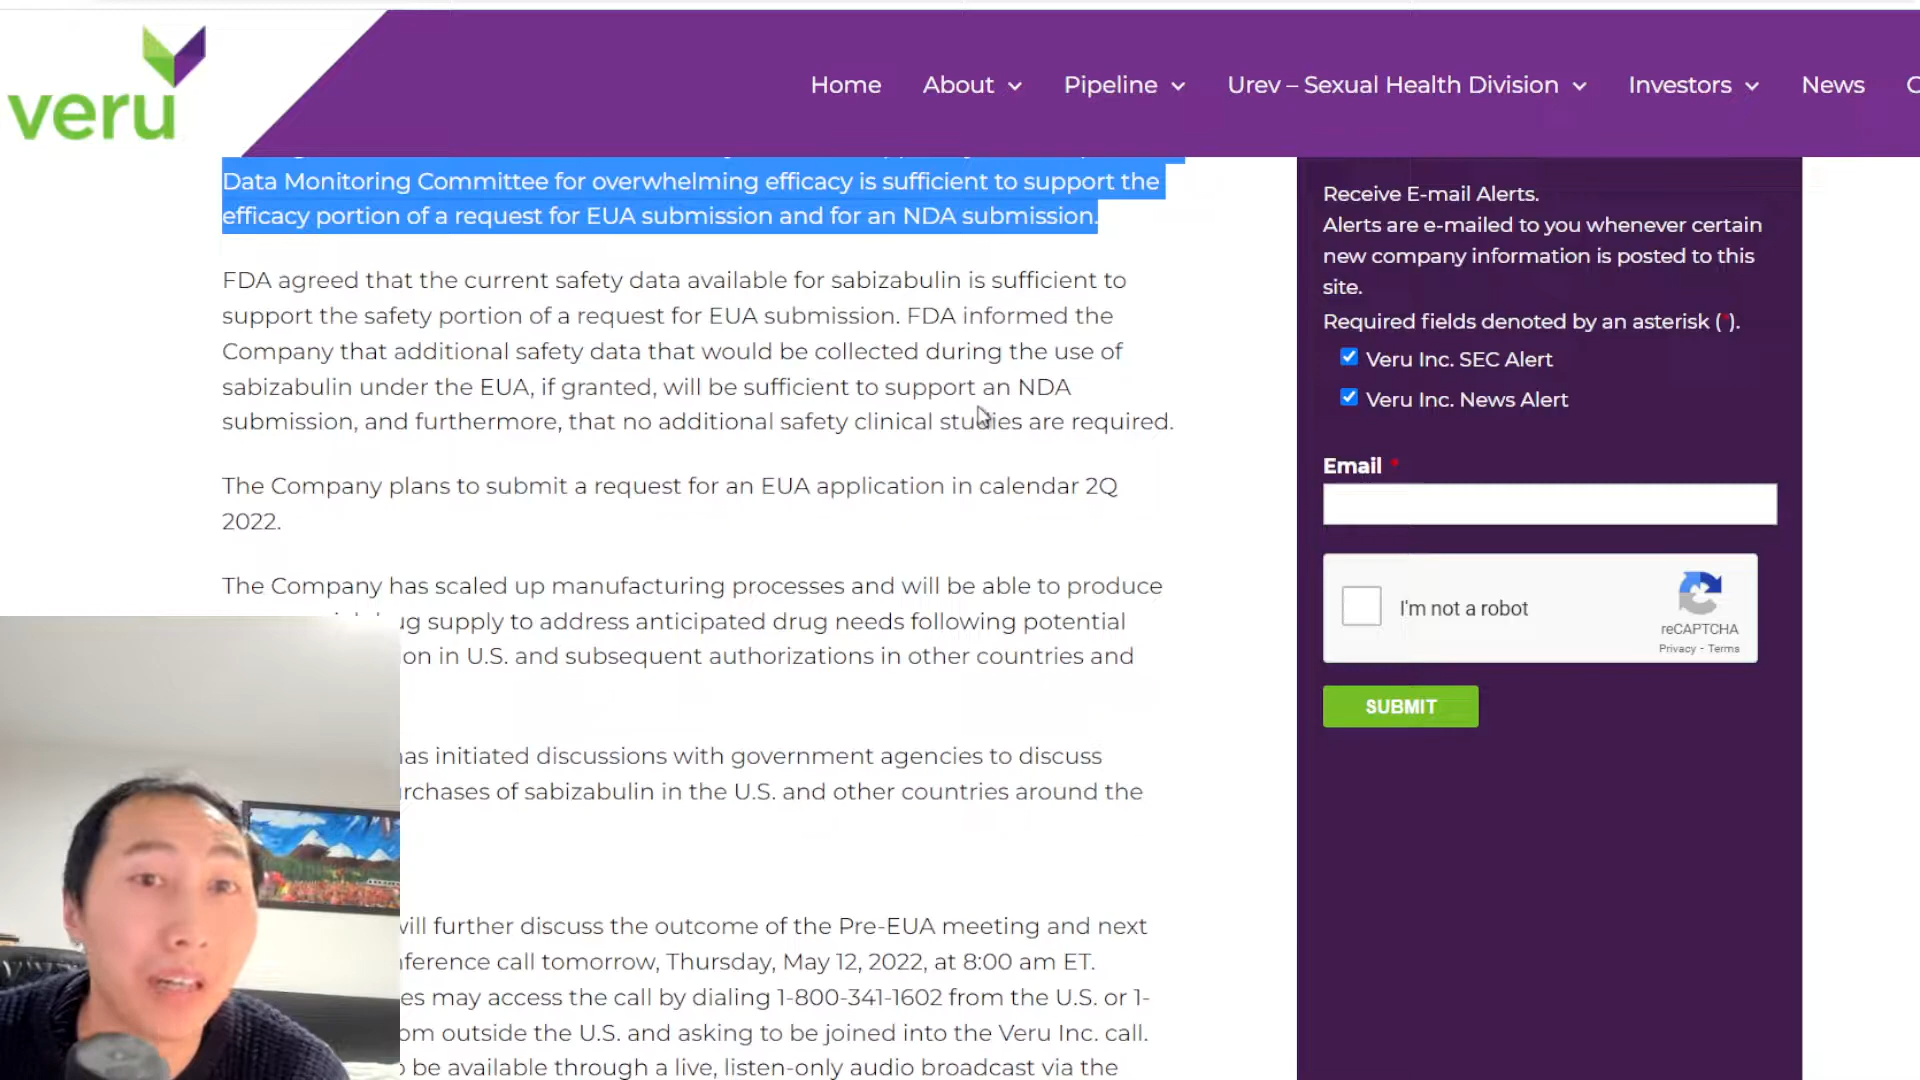 veru
Home About Pipeline Urev – Sexual Health Division Investors News
Data Monitoring Committee for overwhelming efficacy is sufficient to support the
efficacy portion of a request for EUA submission and for an NDA submission.
FDA agreed that the current safety data available for sabizabulin is sufficient to
support the safety portion of a request for EUA submission. FDA informed the
Company that additional safety data that would be collected during the use of
sabizabulin under the EUA, if granted, will be sufficient to support an NDA
submission, and furthermore, that no additional safety clinical studies are required.
The Company plans to submit a request for an EUA application in calendar 2Q
2022.
The Company has scaled up manufacturing processes and will be able to produce
supply to address anticipated drug needs following potential
in U.S. and subsequent authorizations in other countries and
has initiated discussions with government agencies to discuss
of sabizabulin in the U.S. and other countries around the
will further discuss the outcome of the Pre-EUA meeting and next
call tomorrow, Thursday, May 12, 2022, at 8:00 am ET.
may access the call by dialing 1-800-341-1602 from the U.S. or 1-
outside the U.S. and asking to be joined into the Veru Inc. call.
be available through a live, listen-only audio broadcast via the
Receive E-mail Alerts.
Alerts are e-mailed to you whenever certain
new company information is posted to this
site.
Required fields denoted by an asterisk (*).
Veru Inc. SEC Alert
Veru Inc. News Alert
Email *
I'm not a robot
reCAPTCHA
Privacy - Terms
SUBMIT